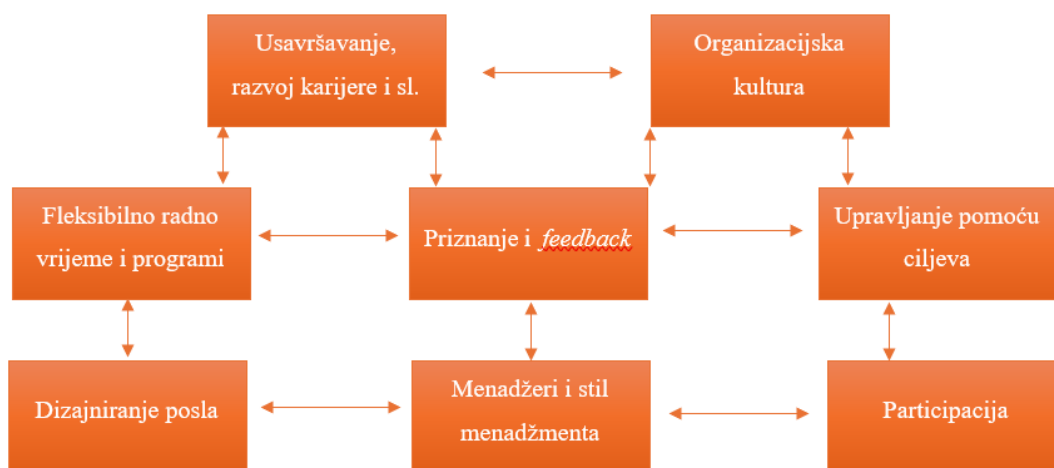 Usavršavanje,
razvoj karijere i sl.
Organizacijska
kultura
Fleksibilno radno
vrijeme i programi
Priznanje i feedback
Upravljanje pomoću
ciljeva
Dizajniranje posla
Menadžeri i stil
menadžmenta
Participacija